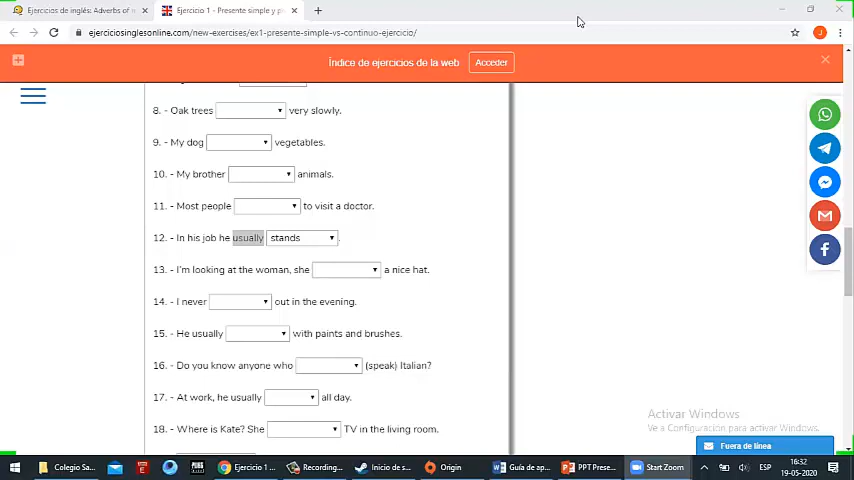 Ejercicios de inglés: Adverbs of m
Ejercicio 1 - Presente simple y p
ejerciciosinglesonline.com/new-exercises/ex1-presente-simple-vs-continuo-ejercicio/
J
Índice de ejercicios de la web
Acceder
8. - Oak trees very slowly.
9. - My dog vegetables.
10. - My brother animals.
11. - Most people to visit a doctor.
12. - In his job he usually stands .
13. - I'm looking at the woman, she a nice hat.
14. - I never out in the evening.
15. - He usually with paints and brushes.
16. - Do you know anyone who (speak) Italian?
17. - At work, he usually all day.
18. - Where is Kate? She TV in the living room.
Activar Windows
Ve a Configuración para activar Windows.
Fuera de línea
Colegio Sa...
Ejercicio 1 ...
Recording...
Inicio de s...
Origin
Guía de ap...
PPT Prese...
Start Zoom
ESP
16:32
19-05-2020